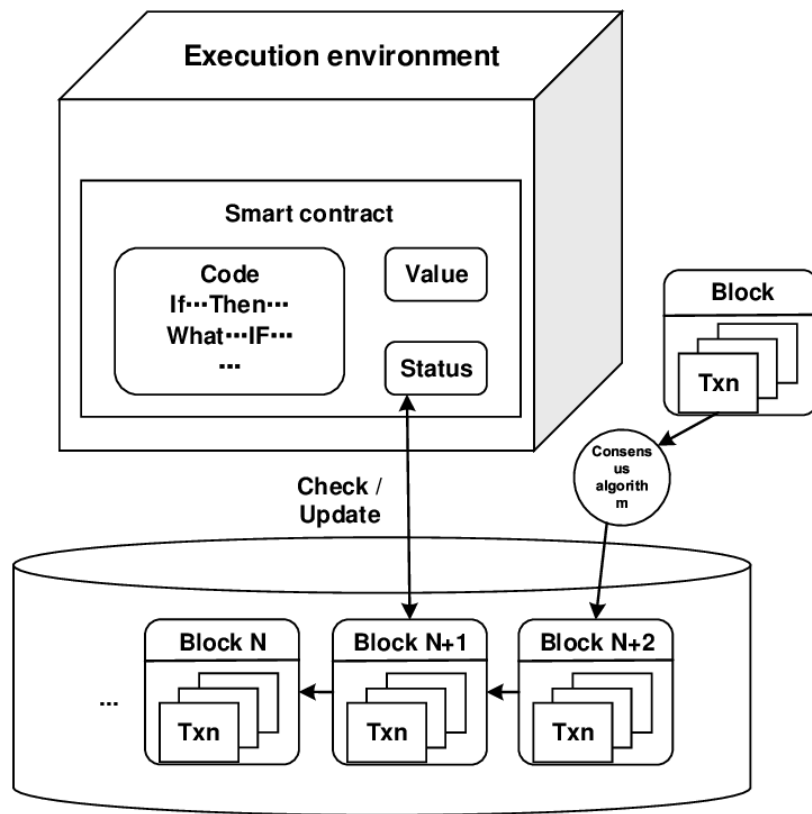 Execution environment
Smart contract
Code
If···Then···
What···IF···
...
Value
Status
Block
Txn
Consens
us
algorith
m
Check /
Update
Block N
Block N+1
Block N+2
...
Txn
Txn
Txn